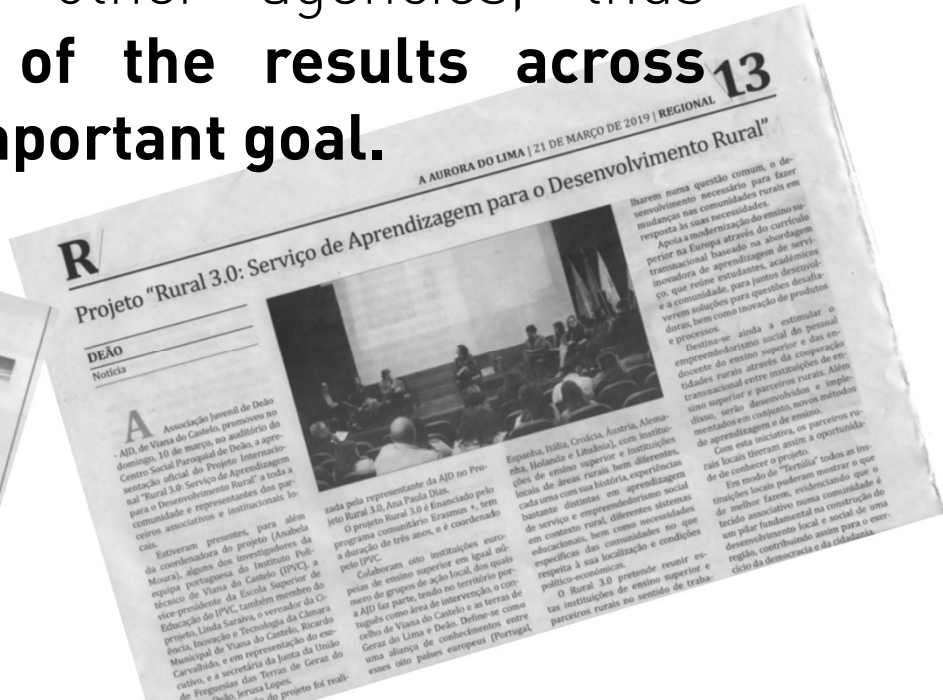 other agencies, thus
of the results across
mportant goal.
A AURORA DO LIMA | 21 DE MARÇO DE 2019 | REGIONAL 13
R
Projeto “Rural 3.0: Serviço de Aprendizagem para o Desenvolvimento Rural”
DEÃO
Notícia
A Associação Juvenil de Deão
- AJD, de Viana do Castelo, promoveu no
domingo, 10 de março, no auditório do
Centro Social Paroquial de Deão, a apre-
sentação oficial do Projeto Internacio-
nal “Rural 3.0: Serviço de Aprendizagem
para o Desenvolvimento Rural” a toda a
comunidade e representantes dos par-
ceiros associativos e institucionais lo-
cais.
Estiveram presentes, para além
da coordenadora do projeto (Anabela
Moura), alguns dos investigadores da
equipa portuguesa do Instituto Poli-
técnico de Viana do Castelo (IPVC), a
vice-presidente da Escola Superior de
Educação do IPVC, também membro do
projeto, Linda Saraiva, o vereador da Ci-
ência, Inovação e Tecnologia da Câmara
Municipal de Viana do Castelo, Ricardo
Carvalhido, e em representação do exe-
cutivo, e a secretária da Junta da União
de Freguesias das Terras de Geraz do
Deão, Jerusa Lopes.
do projeto foi reali-
zada pela representante da AJD no Pro-
jeto Rural 3.0, Ana Paula Dias.
O projeto Rural 3.0 é financiado pelo
programa comunitário Erasmus +, tem
a duração de três anos, e é coordenado
pelo IPVC.
Colaboram oito instituições euro-
peias de ensino superior em igual nú-
mero de grupos de ação local, dos quais
a AJD faz parte, tendo no território por-
tuguês como área de intervenção, o con-
celho de Viana do Castelo e as terras de
Geraz do Lima e Deão. Define-se como
uma aliança de conhecimentos entre
esses oito países europeus (Portugal,
Espanha, Itália, Croácia, Áustria, Alema-
nha, Holanda e Lituânia), com institui-
ções de ensino superior e instituições
locais de áreas rurais bem diferentes,
cada uma com sua história, experiências
bastante distintas em aprendizagem
de serviço e empreendedorismo social
em contexto rural, diferentes sistemas
educacionais, bem como necessidades
específicas das comunidades no que
respeita à sua localização e condições
político-económicas.
O Rural 3.0 pretende reunir es-
tas instituições de ensino superior e
parceiros rurais no sentido de traba-
lharem numa questão comum, o de-
senvolvimento necessário para fazer
mudanças nas comunidades rurais em
resposta às suas necessidades.
Apoia a modernização do ensino su-
perior na Europa através do currículo
transnacional baseado na abordagem
inovadora de aprendizagem de servi-
ço, que reúne estudantes, académicos
e a comunidade, para juntos desenvol-
verem soluções para questões desafia-
doras, bem como inovação de produtos
e processos.
Destina-se ainda a estimular o
empreendedorismo social do pessoal
docente do ensino superior e das en-
tidades rurais através da cooperação
transnacional entre instituições de en-
sino superior e parceiros rurais. Além
disso, serão desenvolvidos e imple-
mentados em conjunto, novos métodos
de aprendizagem e de ensino.
Com esta iniciativa, os parceiros ru-
rais locais tiveram assim a oportunida-
de de conhecer o projeto.
Em modo de “Tertúlia” todas as ins-
tituições locais puderam mostrar o que
de melhor fazem, evidenciando que o
tecido associativo numa comunidade é
um pilar fundamental na construção do
desenvolvimento local e social de uma
região, contribuindo assim para o exer-
cício da democracia e da cidadania.